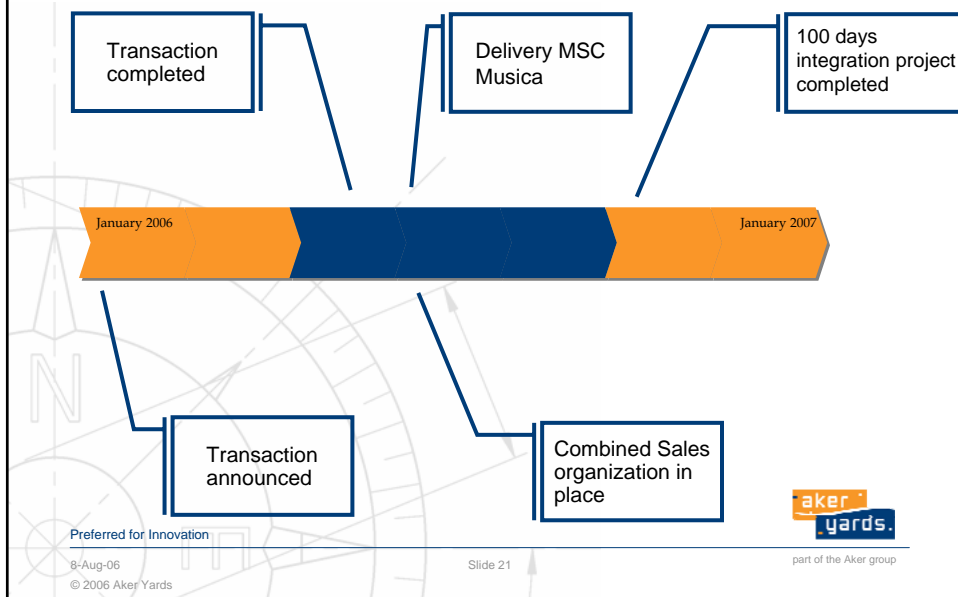 Transaction
completed
Delivery MSC
Musica
100 days
integration project
completed
January 2006
January 2007
Transaction
announced
Combined Sales
organization in
place
N
E
Preferred for Innovation
aker
yards.
8-Aug-06
Slide 21
part of the Aker group
© 2006 Aker Yards